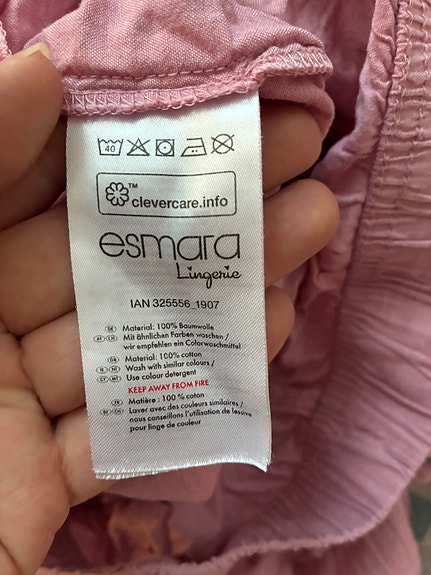 40
™
clevercare.info
esmara
Lingerie
IAN 325556_1907
DE Material: 100% Baumwolle
AT CH Mit ähnlichen Farben waschen /
wir empfehlen ein Colorwaschmittel
GB Material: 100% cotton
IE NI Wash with similar colours /
CY MT Use colour detergent
KEEP AWAY FROM FIRE
FR Matière : 100 % coton
BE CH Laver avec des couleurs similaires /
nous conseillons l'utilisation de lessive
pour linge de couleur